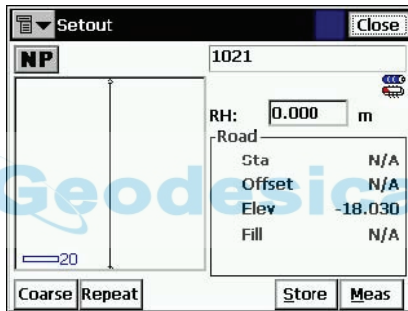 Setout
Close
NP
1021
RH: 0.000 m
Road
Sta N/A
Offset N/A
Elev -18.030
Fill N/A
20
Geodesica
Coarse Repeat Store Meas